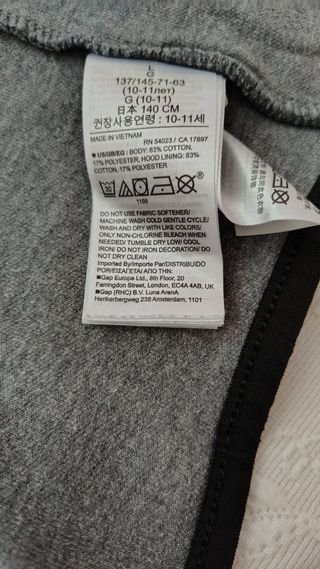 L
G
137/145-71-63
(10-11лет)
G (10-11)
日本 140 CM
권장사용연령 : 10-11세
MADE IN VIETNAM
RN 54023 / CA 17897
■ US/GB/EG : BODY: 83% COTTON,
17% POLYESTER, HOOD LINING: 83%
COTTON, 17% POLYESTER.
1186
DO NOT USE FABRIC SOFTENER/
MACHINE WASH COLD GENTLE CYCLE/
WASH AND DRY WITH LIKE COLORS/
ONLY NON-CHLORINE BLEACH WHEN
NEEDED/ TUMBLE DRY LOW/ COOL
IRON/ DO NOT IRON DECORATION/ DO
NOT DRY CLEAN
Imported By/Importe Par/DISTRIBUIDO
POR/ΕΙΣΑΓΕΤΑΙ ΑΠΟ ΤΗΝ:
■Gap Europe Ltd., 8th Floor, 20
Farringdon Street, London, EC4A 4AB, UK
■Gap (RHC) B.V. Luna ArenA
Herikerbergweg 238 Amsterdam, 1101